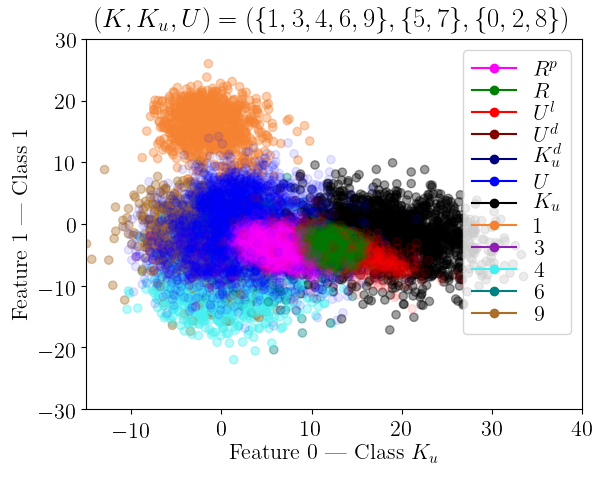 (K, K_u, U) = ({1, 3, 4, 6, 9}, {5, 7}, {0, 2, 8})
Feature 1 — Class 1
30
20
10
0
−10
−20
−30
R^p
R
U^l
U^d
K_u^d
U
K_u
1
3
4
6
9
−10
0
10
20
30
40
Feature 0 — Class K_u